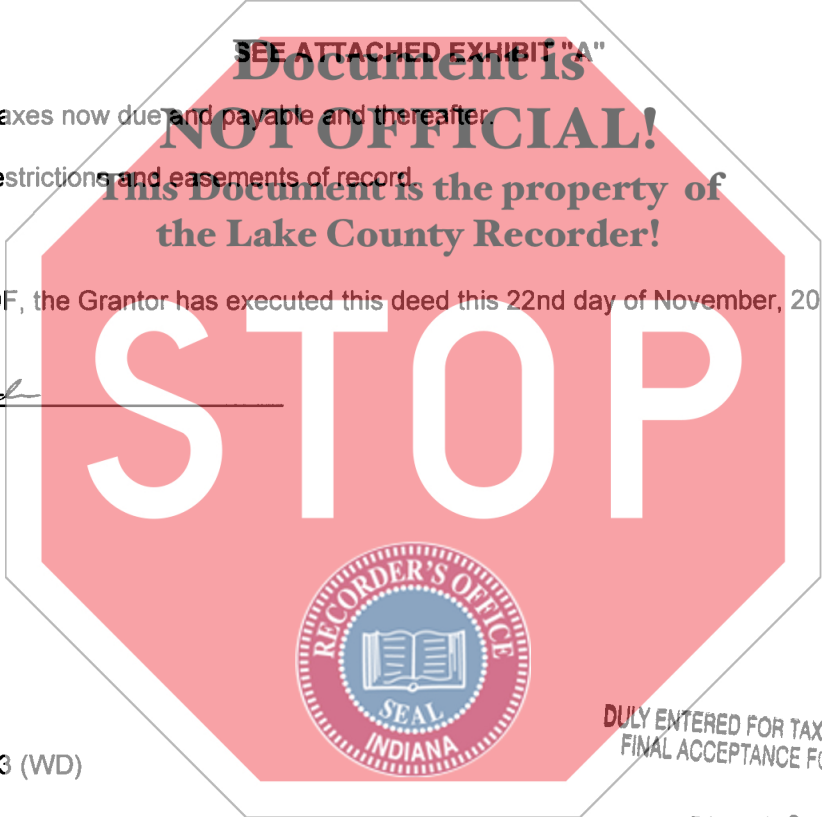 SEE ATTACHED EXHIBIT "A"
Document is
axes now due and payable and thereafter.
NOT OFFICIAL!
estrictions and easements of record.
This Document is the property of
the Lake County Recorder!
OF, the Grantor has executed this deed this 22nd day of November, 20
STOP
RECORDER'S OFFICE
SEAL
INDIANA
DULY ENTERED FOR TAX
FINAL ACCEPTANCE FO
3 (WD)